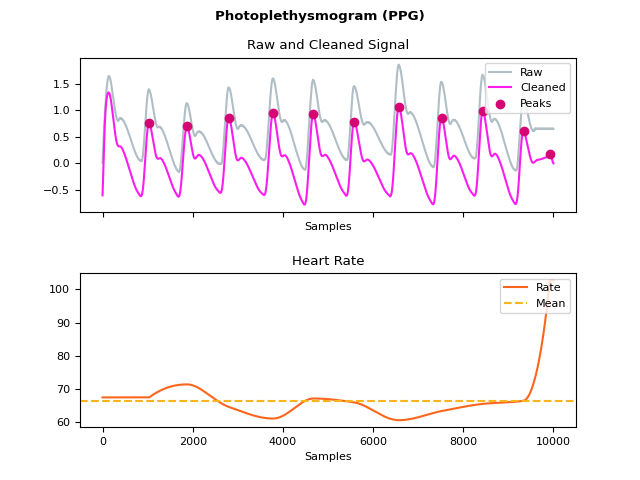 Photoplethysmogram (PPG)
Raw and Cleaned Signal
Raw
Cleaned
Peaks
1.5
1.0
0.5
0.0
−0.5
Samples
Heart Rate
Rate
Mean
100
90
80
70
60
0 2000 4000 6000 8000 10000
Samples